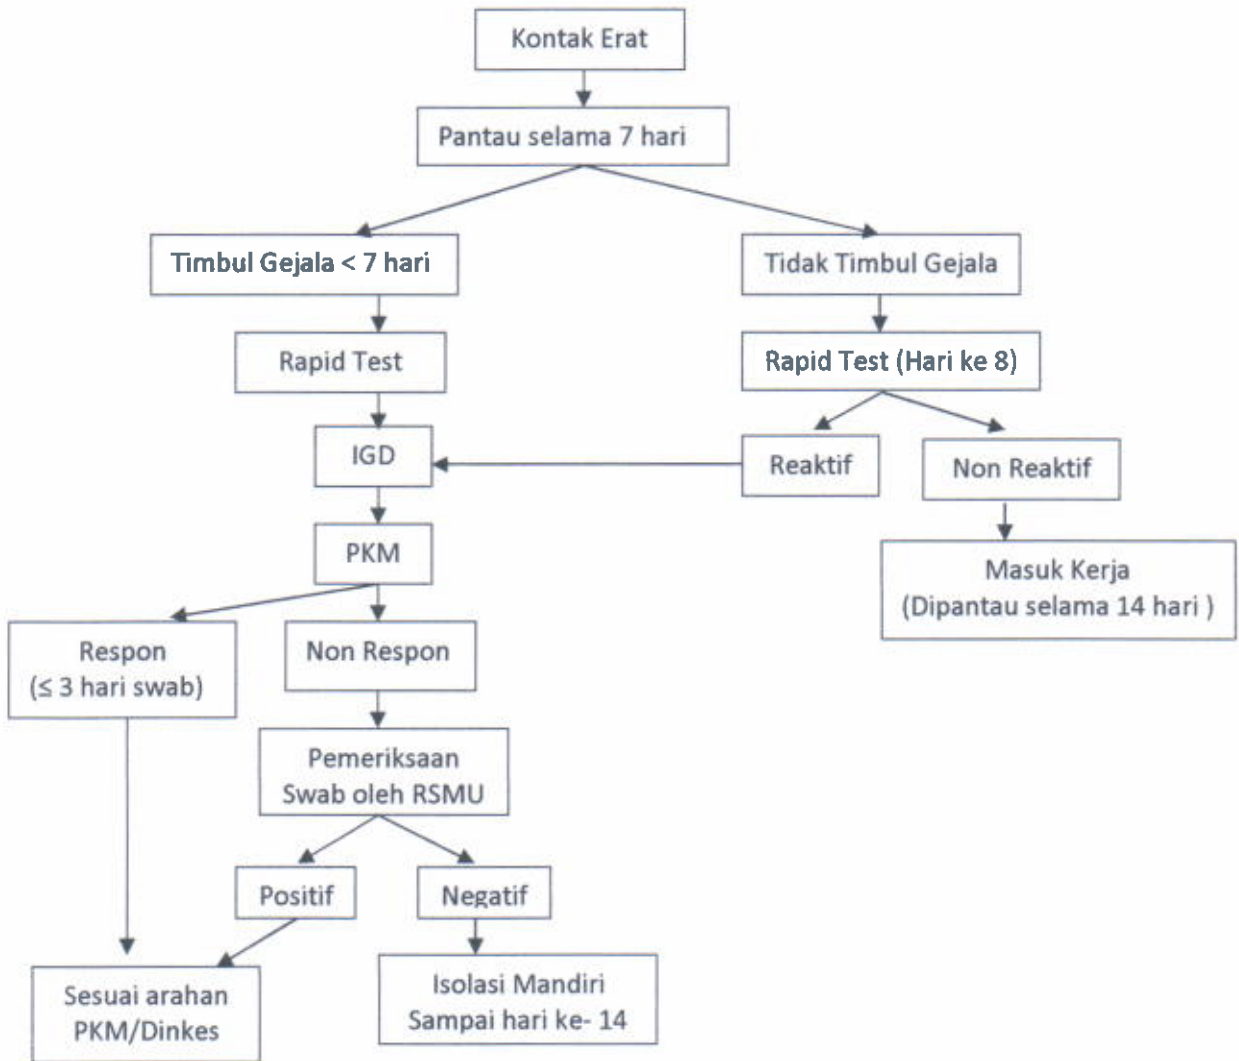 Kontak Erat
Pantau selama 7 hari
Timbul Gejala < 7 hari
Tidak Timbul Gejala
Rapid Test
Rapid Test (Hari ke 8)
IGD
Reaktif
Non Reaktif
PKM
Masuk Kerja
(Dipantau selama 14 hari )
Respon
(≤ 3 hari swab)
Non Respon
Pemeriksaan
Swab oleh RSMU
Positif
Negatif
Sesuai arahan
PKM/Dinkes
Isolasi Mandiri
Sampai hari ke- 14